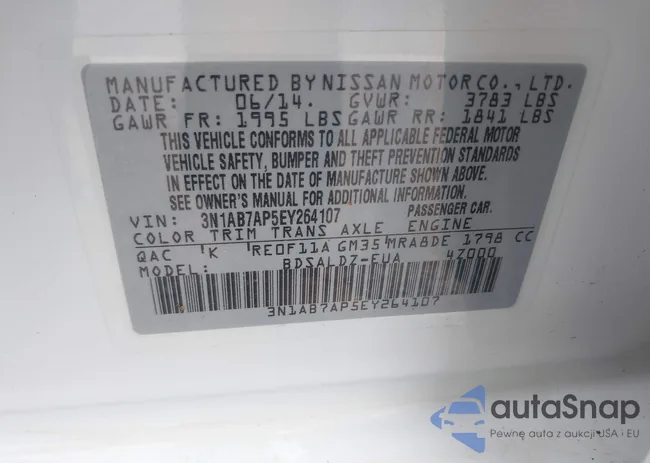 MANUFACTURED BY NISSAN MOTOR CO., LTD.
DATE: 06/14. GVWR: 3783 LBS
GAWR FR: 1995 LBS GAWR RR: 1841 LBS
THIS VEHICLE CONFORMS TO ALL APPLICABLE FEDERAL MOTOR
VEHICLE SAFETY, BUMPER AND THEFT PREVENTION STANDARDS
IN EFFECT ON THE DATE OF MANUFACTURE SHOWN ABOVE.
SEE OWNER'S MANUAL FOR ADDITIONAL INFORMATION.
VIN: 3N1AB7AP5EY264107 PASSENGER CAR.
COLOR TRIM TRANS AXLE ENGINE
QAC K RE0F11A GM35 MRA8DE 1798 CC
MODEL: BDSALDZ-EUA 4Z000
3N1AB7AP5EY264107
autaSnap
Pewne auta z aukcji USA i EU